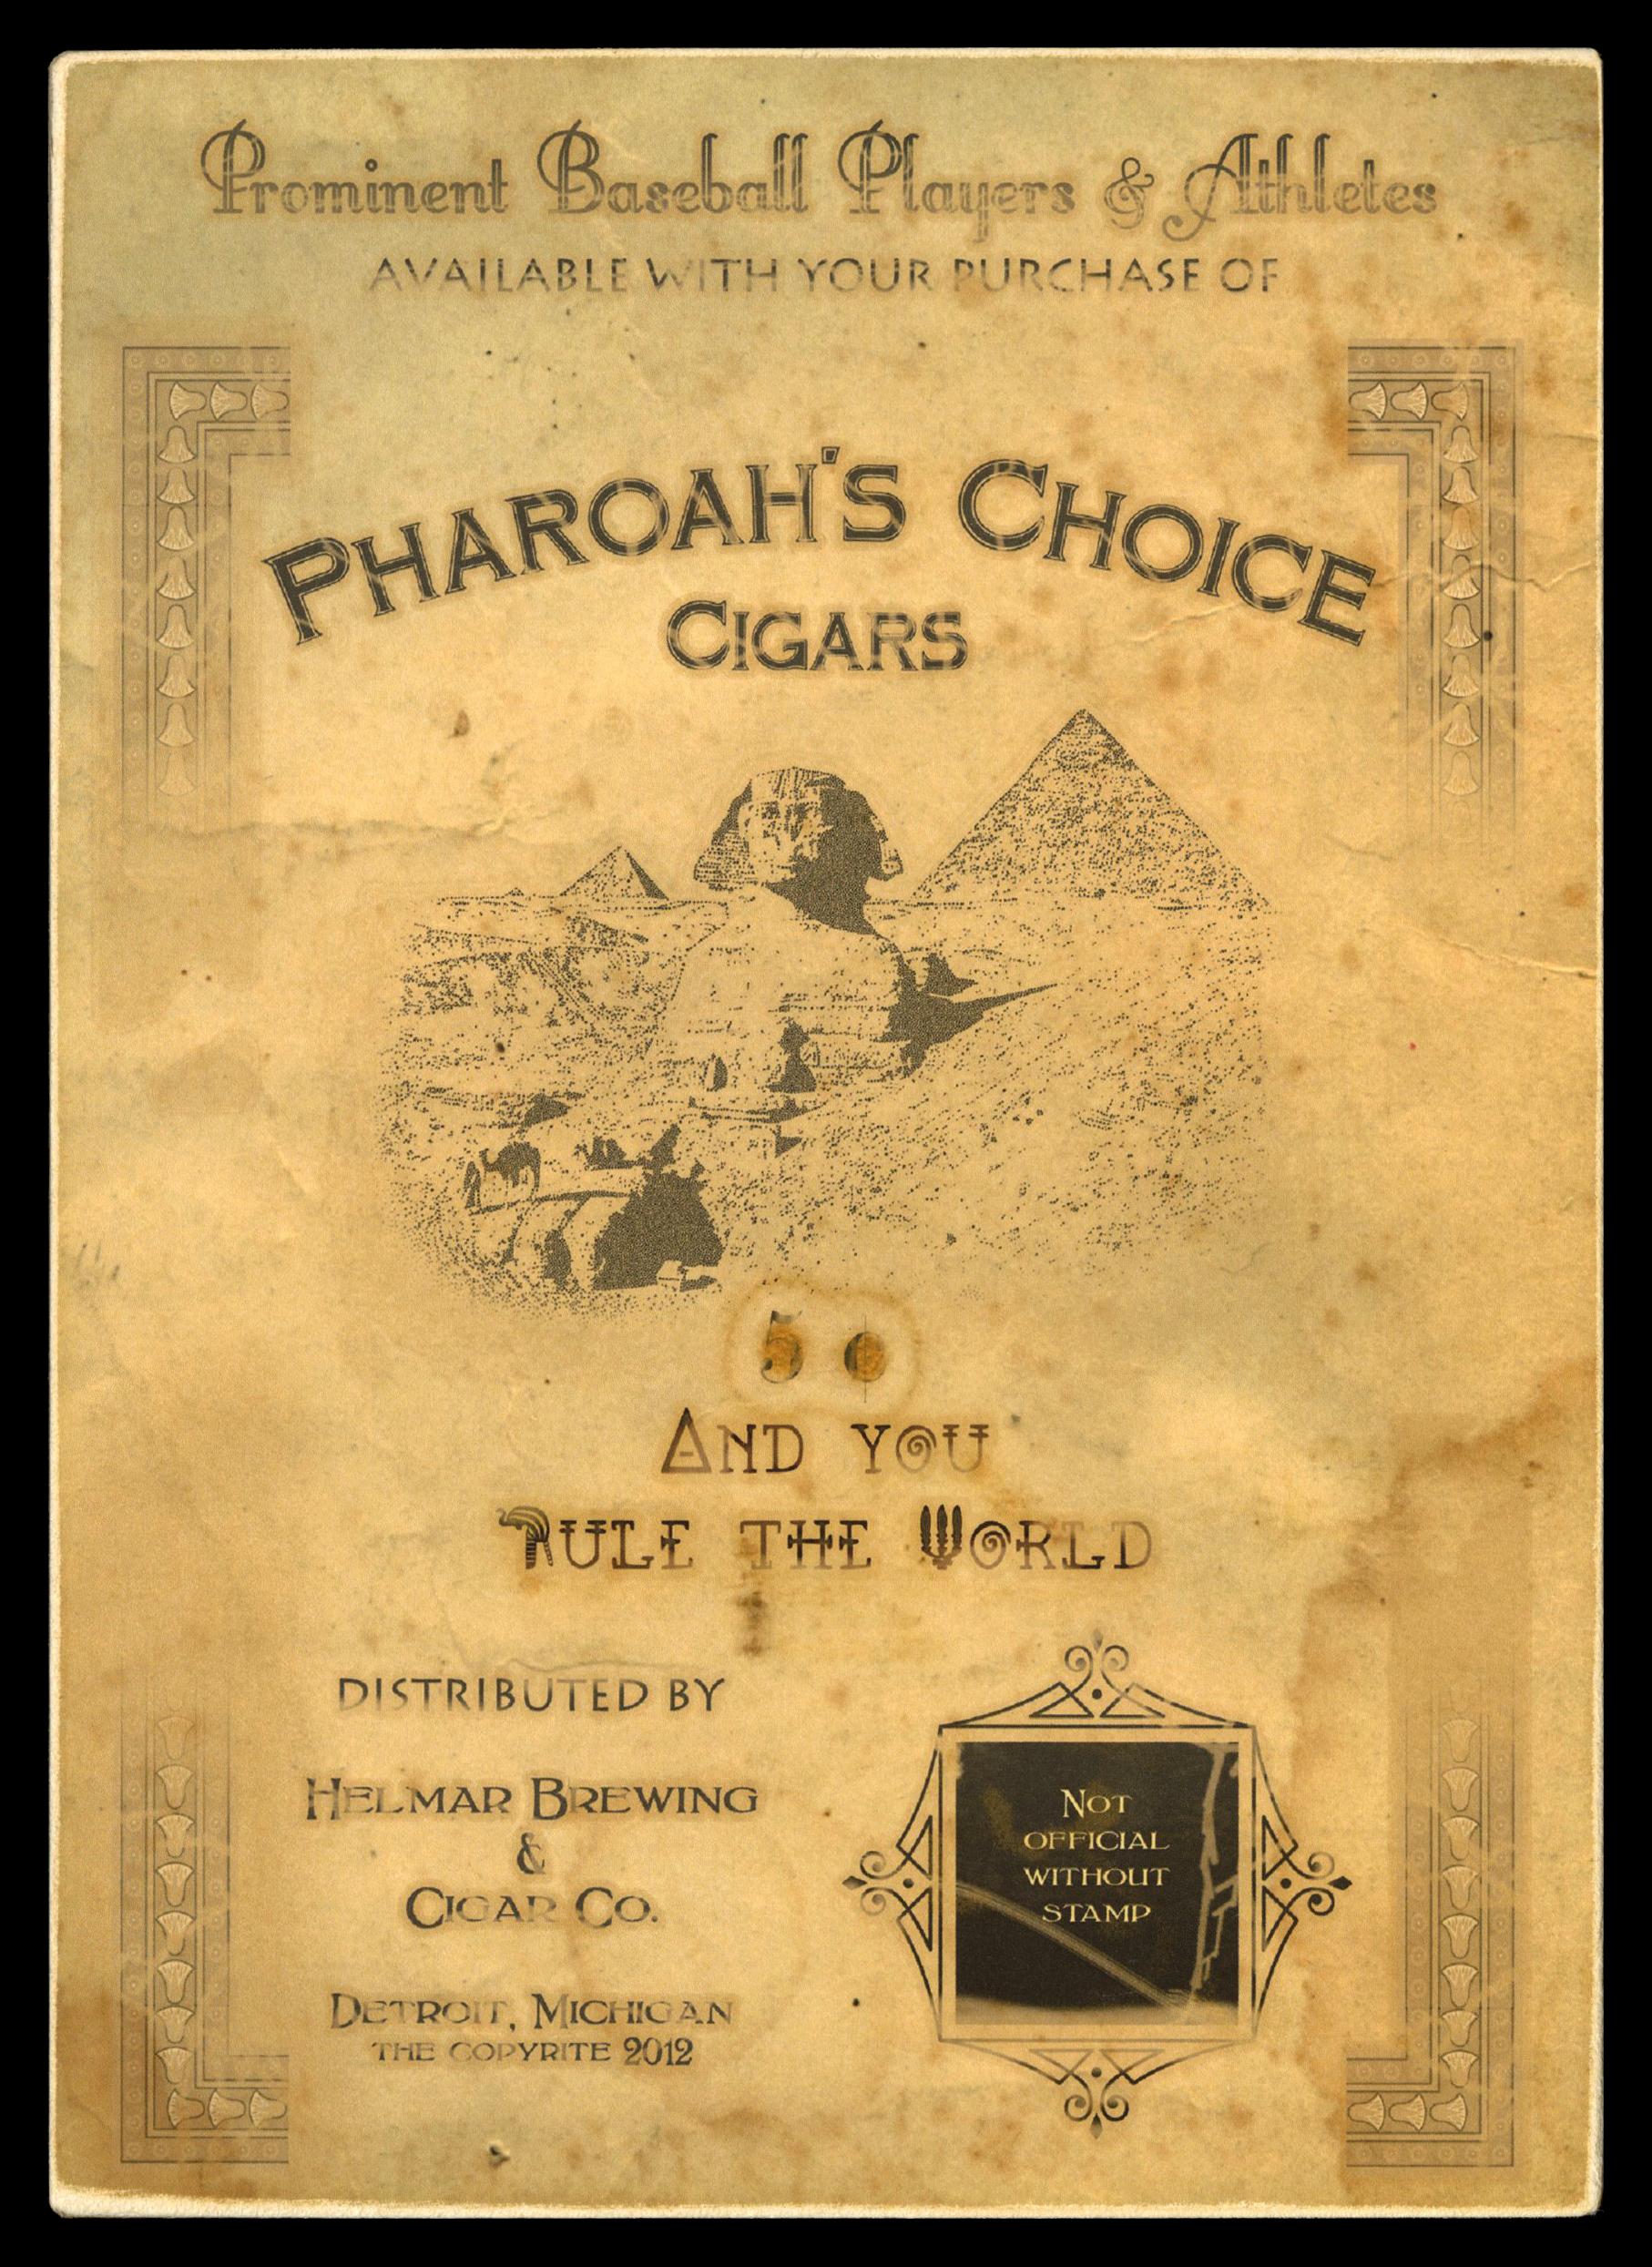 Prominent Baseball Players & Athletes
AVAILABLE WITH YOUR PURCHASE OF
PHAROAH'S CHOICE
CIGARS
5 ¢
AND YOU
RULE THE WORLD
DISTRIBUTED BY
HELMAR BREWING
&
CIGAR CO.
DETROIT, MICHIGAN
THE COPYRITE 2012
NOT
OFFICIAL
WITHOUT
STAMP